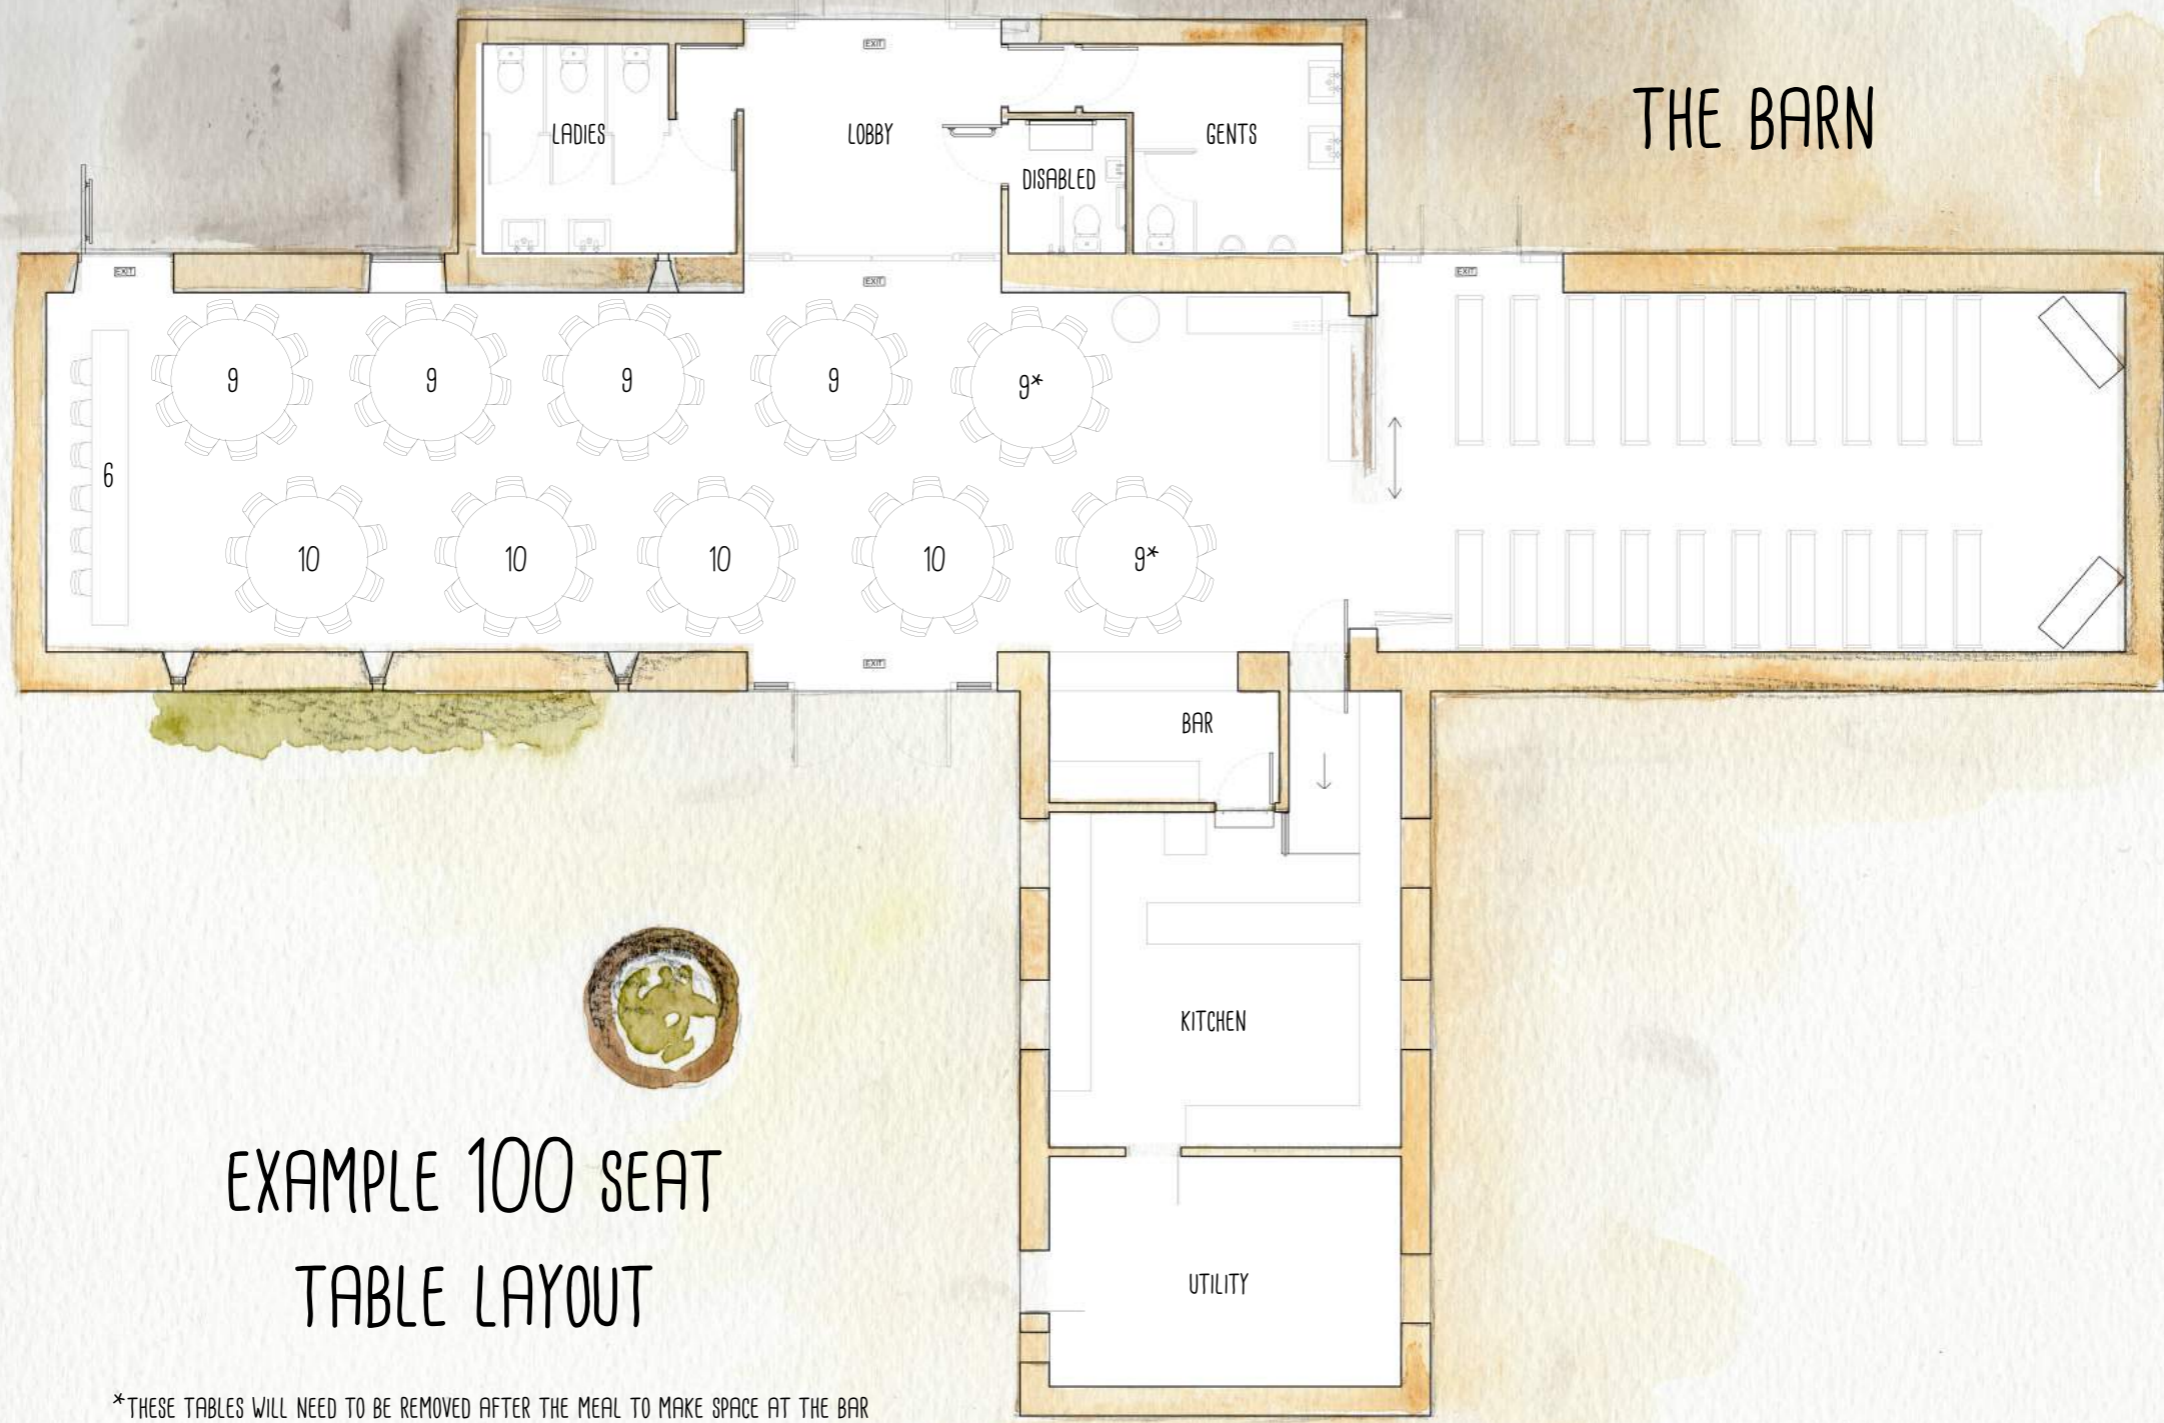 EXIT
THE BARN
LADIES
LOBBY
GENTS
DISABLED
EXIT
EXIT
EXIT
9
9
9
9
9*
6
10
10
10
10
9*
EXIT
BAR
KITCHEN
EXAMPLE 100 SEAT
TABLE LAYOUT
UTILITY
*THESE TABLES WILL NEED TO BE REMOVED AFTER THE MEAL TO MAKE SPACE AT THE BAR